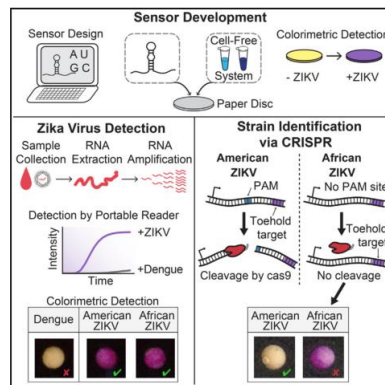 Sensor Development
Sensor Design
A U
G C
Cell-Free
System
Paper Disc
Colorimetric Detection
- ZIKV
+ZIKV
Zika Virus Detection
Sample
Collection
RNA
Extraction
RNA
Amplification
Detection by Portable Reader
Intensity
Time
+ZIKV
+Dengue
Colorimetric Detection
Dengue
American
ZIKV
African
ZIKV
Strain Identification
via CRISPR
American
ZIKV
African
ZIKV
PAM
No PAM site
Toehold
target
Toehold
target
Cleavage by cas9
No cleavage
American
ZIKV
African
ZIKV